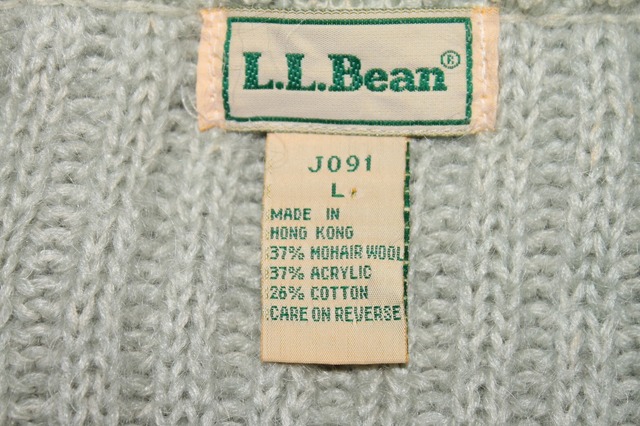 L.L.Bean®
J091
L
MADE IN
HONG KONG
37% MOHAIR WOOL
37% ACRYLIC
26% COTTON
CARE ON REVERSE